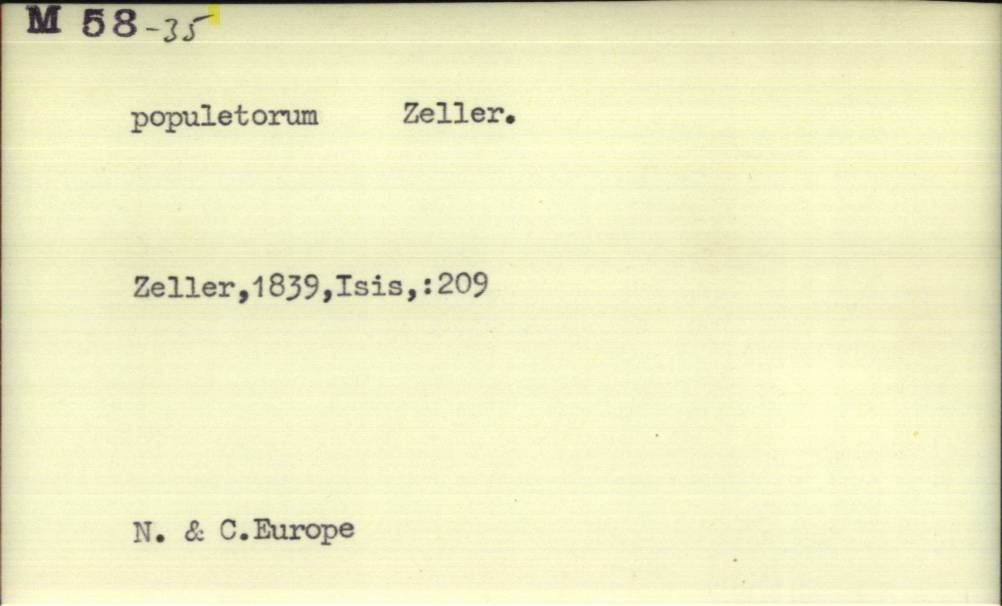 M 58-35
populetorum Zeller.
Zeller,1839,Isis,:209
N. & C.Europe